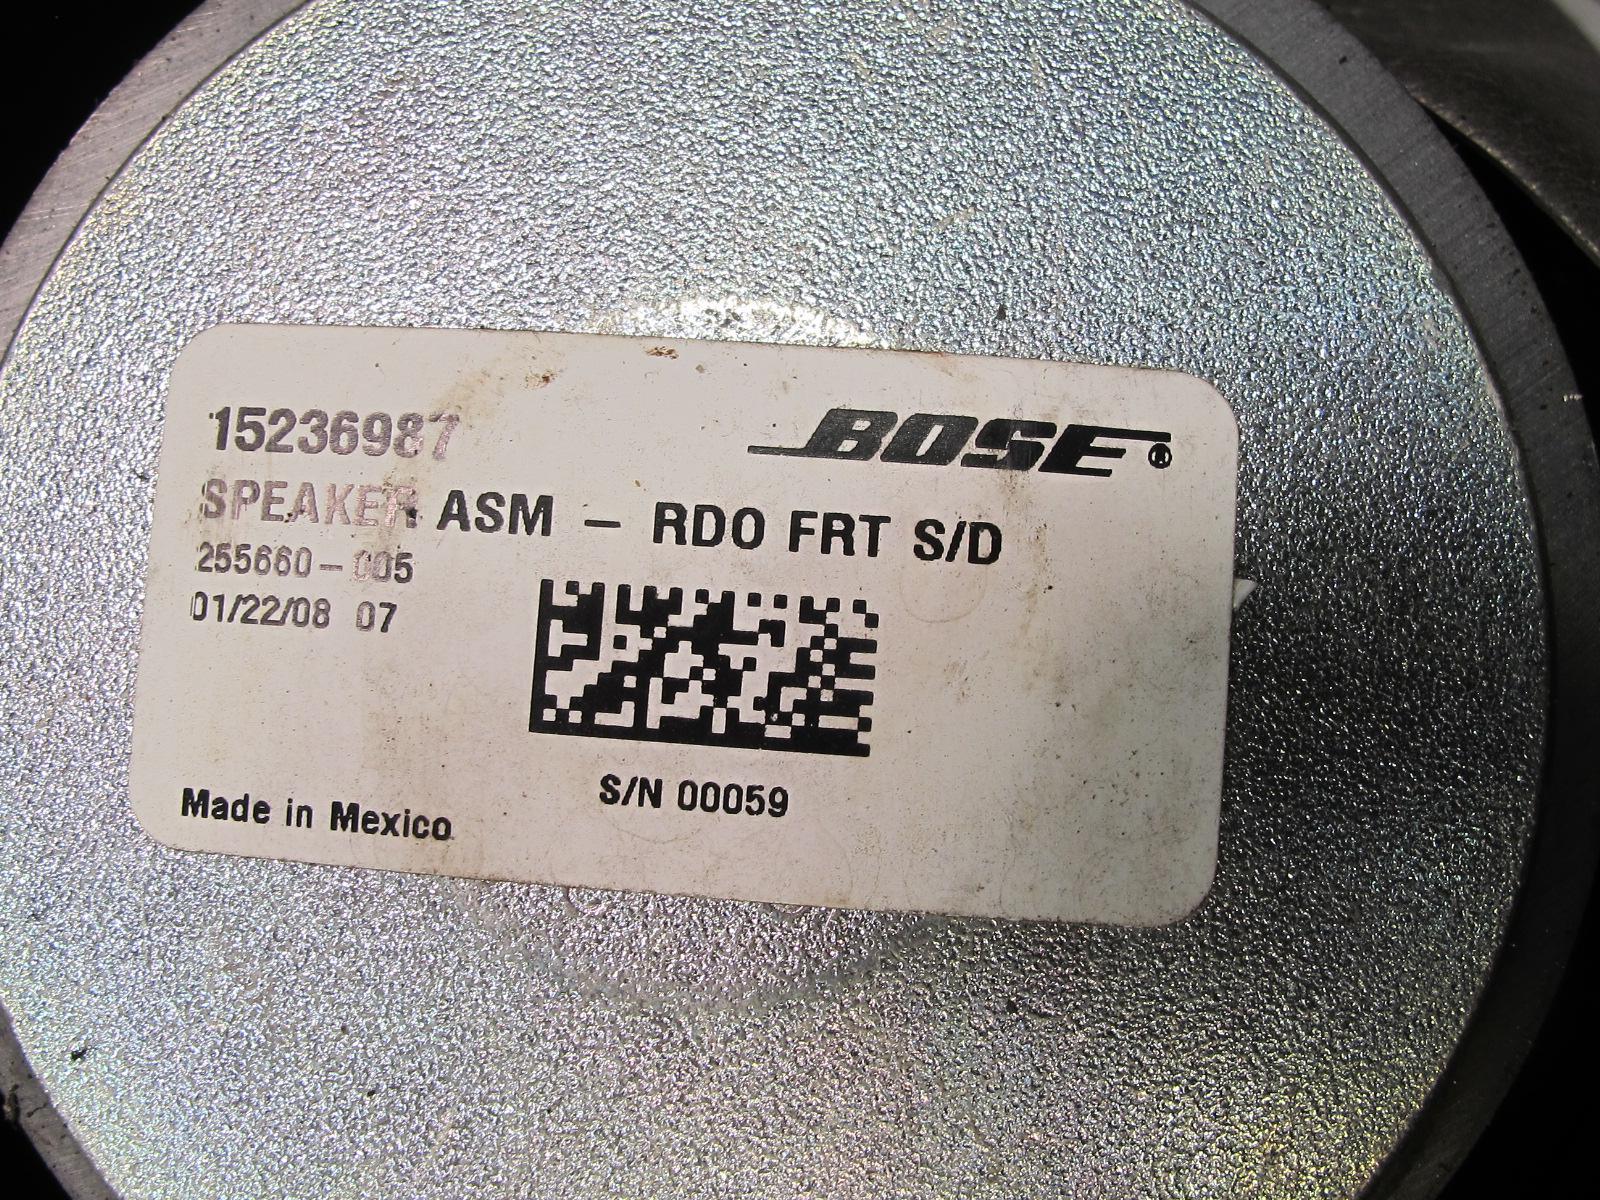 15236987
BOSE®
SPEAKER ASM - RDO FRT S/D
255660-005
01/22/08 07
S/N 00059
Made in Mexico